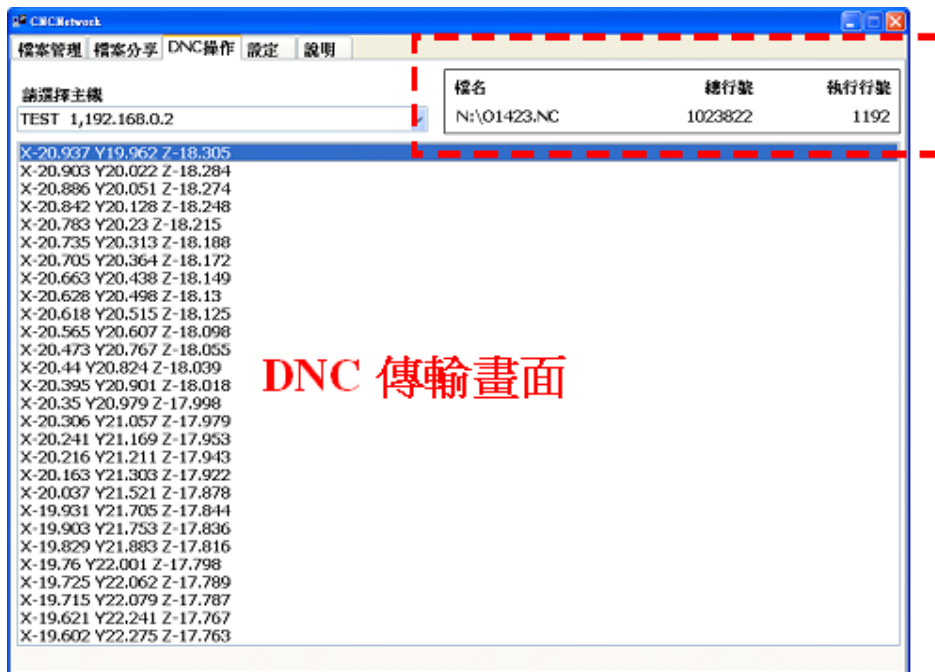 CNCNetwork
檔案管理 檔案分享 DNC操作 設定 說明
請選擇主機
TEST 1,192.168.0.2
檔名 總行號 執行行號
N:\O1423.NC 1023822 1192
X-20.937 Y19.962 Z-18.305
X-20.903 Y20.022 Z-18.284
X-20.886 Y20.051 Z-18.274
X-20.842 Y20.128 Z-18.248
X-20.783 Y20.23 Z-18.215
X-20.735 Y20.313 Z-18.188
X-20.705 Y20.364 Z-18.172
X-20.663 Y20.438 Z-18.149
X-20.628 Y20.498 Z-18.13
X-20.618 Y20.515 Z-18.125
X-20.565 Y20.607 Z-18.098
X-20.473 Y20.767 Z-18.055
X-20.44 Y20.824 Z-18.039
X-20.395 Y20.901 Z-18.018
X-20.35 Y20.979 Z-17.998
X-20.306 Y21.057 Z-17.979
X-20.241 Y21.169 Z-17.953
X-20.216 Y21.211 Z-17.943
X-20.163 Y21.303 Z-17.922
X-20.037 Y21.521 Z-17.878
X-19.931 Y21.705 Z-17.844
X-19.903 Y21.753 Z-17.836
X-19.829 Y21.883 Z-17.816
X-19.76 Y22.001 Z-17.798
X-19.725 Y22.062 Z-17.789
X-19.715 Y22.079 Z-17.787
X-19.621 Y22.241 Z-17.767
X-19.602 Y22.275 Z-17.763
DNC 傳輸畫面